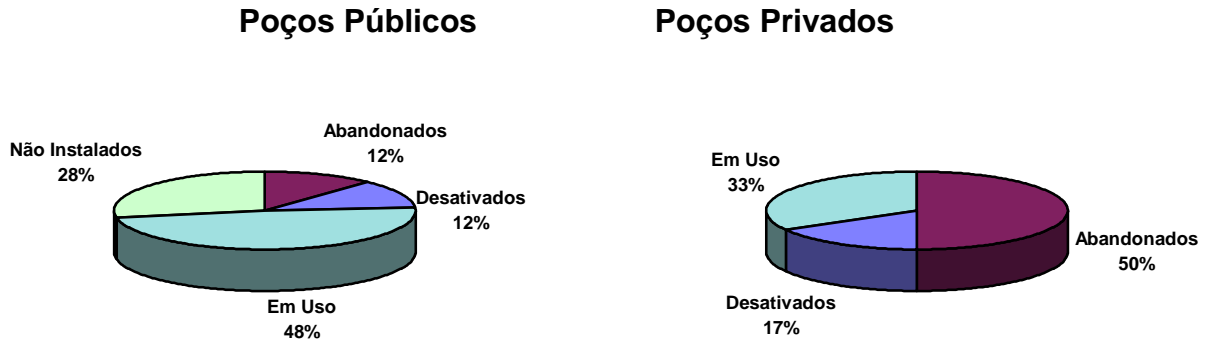 Poços Públicos
Não Instalados
28%
Abandonados
12%
Desativados
12%
Em Uso
48%
Poços Privados
Em Uso
33%
Abandonados
50%
Desativados
17%